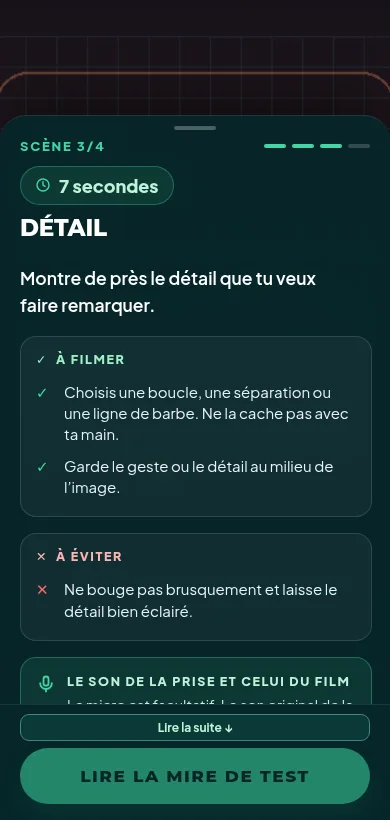 SCÈNE 3/4
7 secondes
DÉTAIL
Montre de près le détail que tu veux
faire remarquer.
✓ À FILMER
✓ Choisis une boucle, une séparation ou
une ligne de barbe. Ne la cache pas avec
ta main.
✓ Garde le geste ou le détail au milieu de
l'image.
✕ À ÉVITER
✕ Ne bouge pas brusquement et laisse le
détail bien éclairé.
LE SON DE LA PRISE ET CELUI DU FILM
Lire la suite ↓
LIRE LA MIRE DE TEST